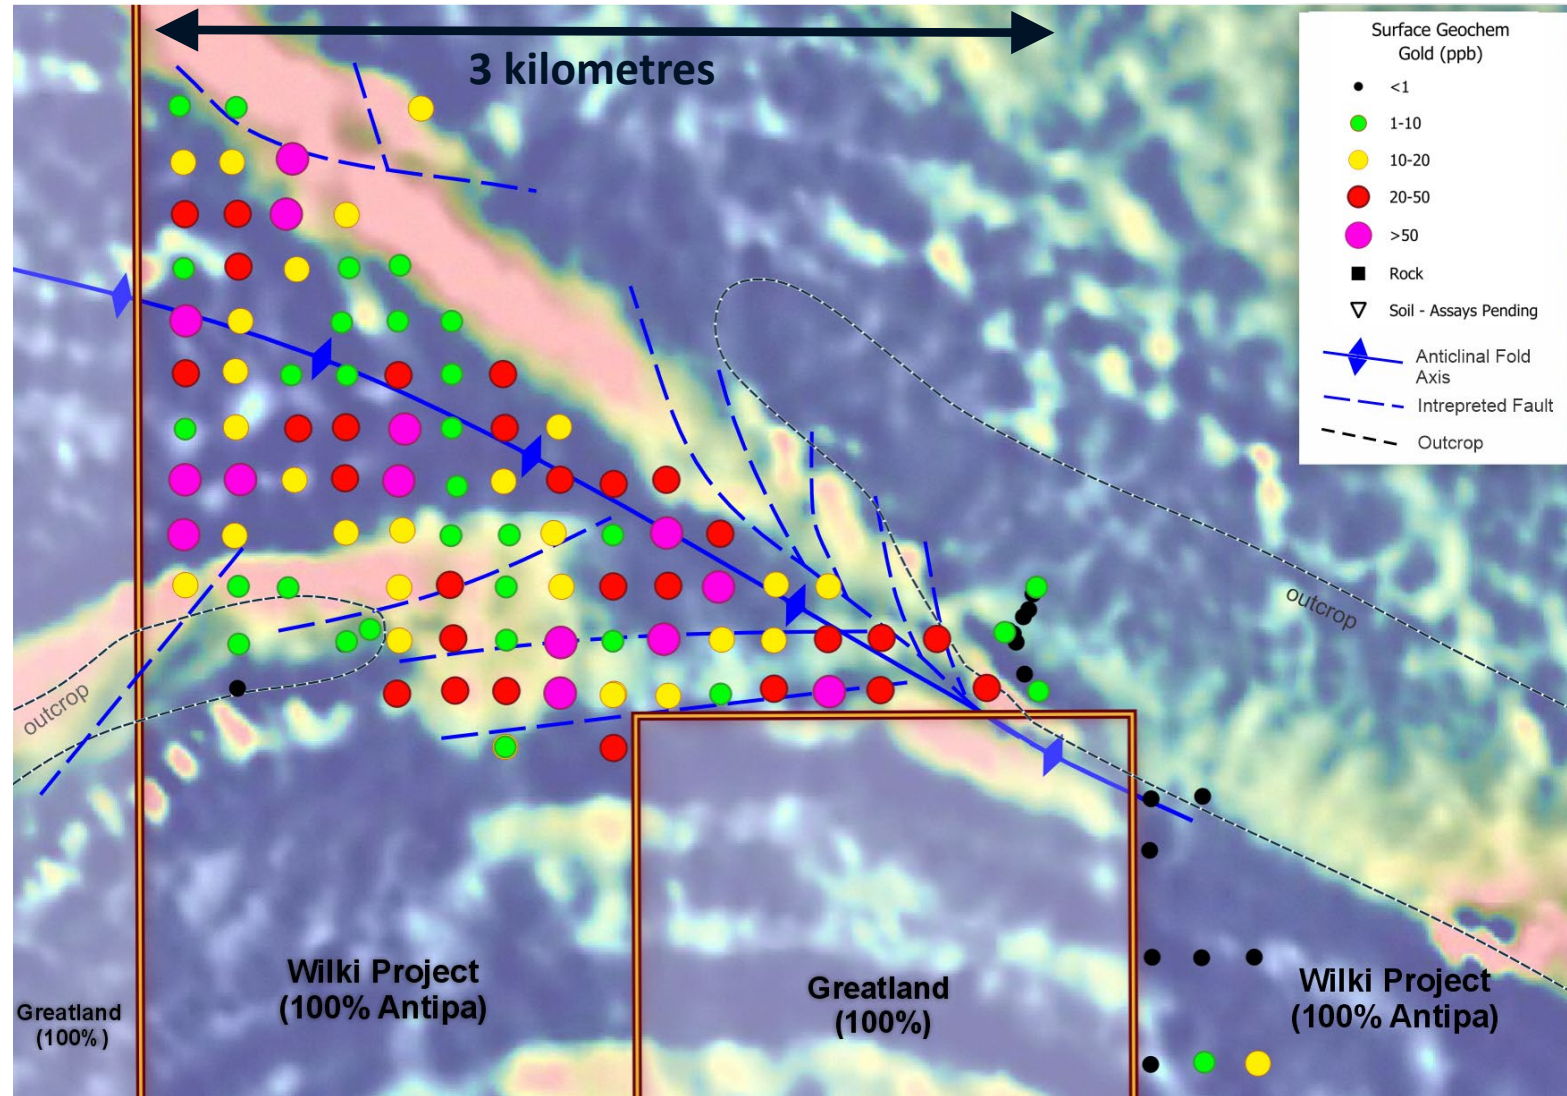 3 kilometres
Surface Geochem
Gold (ppb)
<1
1-10
10-20
20-50
>50
Rock
Soil - Assays Pending
Anticlinal Fold
Axis
Intrepreted Fault
Outcrop
outcrop
outcrop
Wilki Project
(100% Antipa)
Greatland
(100%)
Greatland
(100%)
Wilki Project
(100% Antipa)